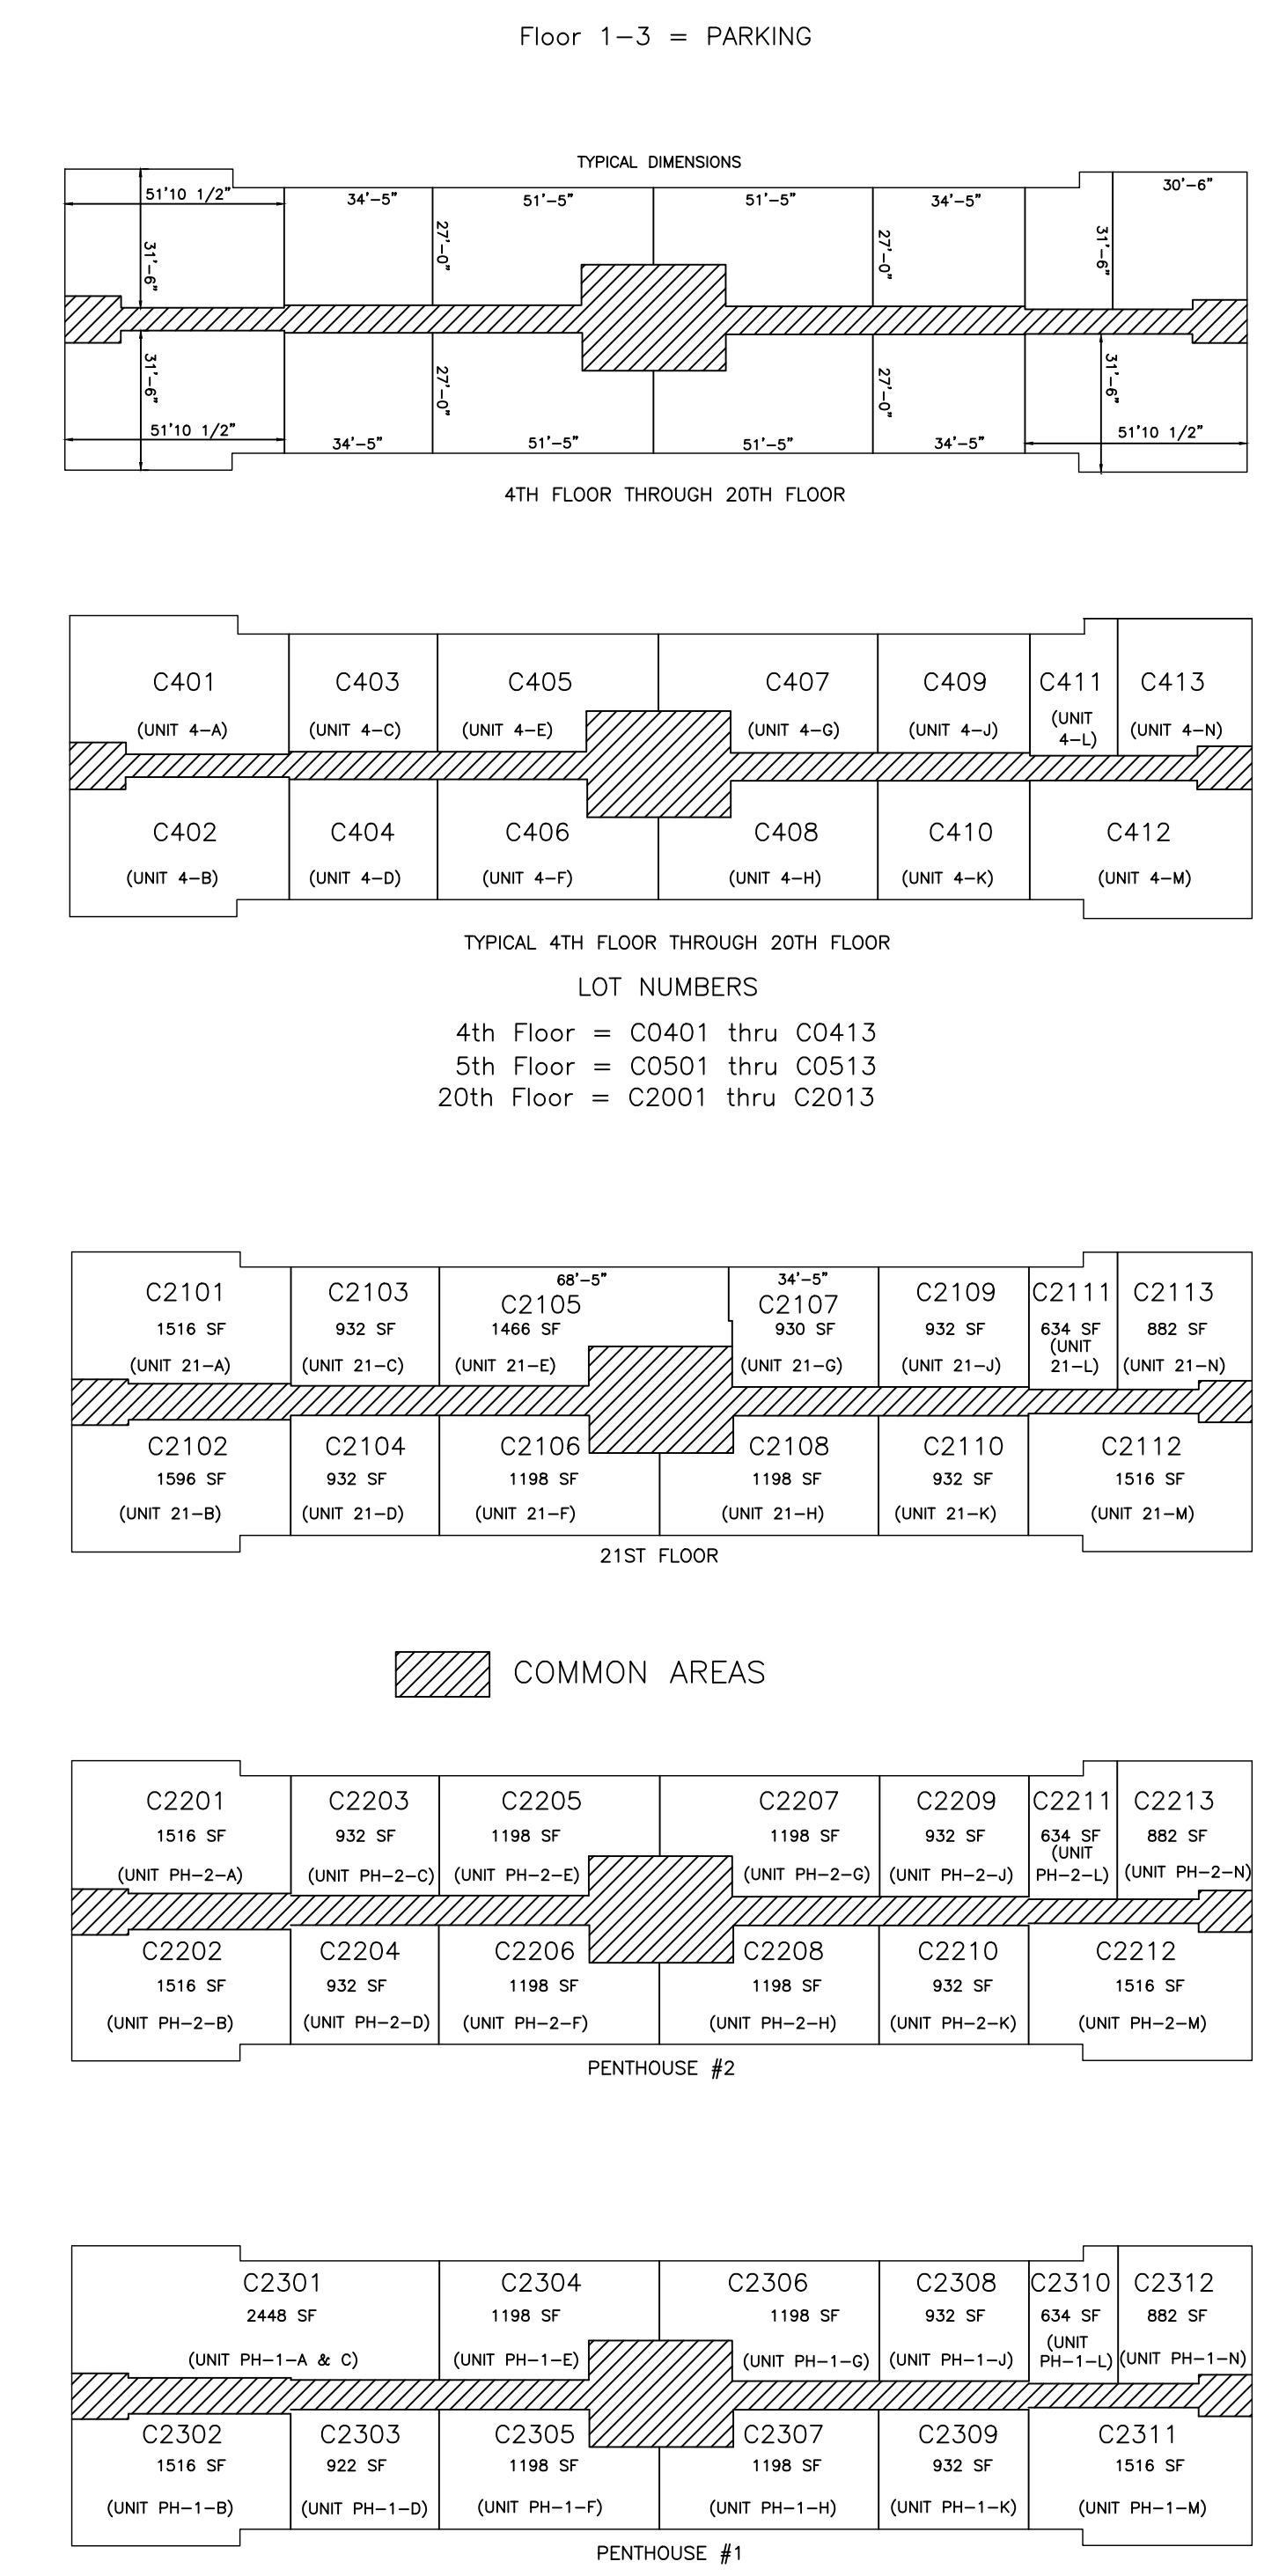 Floor 1-3 = PARKING
TYPICAL DIMENSIONS
51'10 1/2"
34'-5"
51'-5"
51'-5"
34'-5"
30'-6"
31'-6"
27'-0"
27'-0"
31'-6"
31'-6"
27'-0"
27'-0"
31'-6"
51'10 1/2"
34'-5"
51'-5"
51'-5"
34'-5"
51'10 1/2"
4TH FLOOR THROUGH 20TH FLOOR
C401
(UNIT 4-A)
C403
(UNIT 4-C)
C405
(UNIT 4-E)
C407
(UNIT 4-G)
C409
(UNIT 4-J)
C411
(UNIT
4-L)
C413
(UNIT 4-N)
C402
(UNIT 4-B)
C404
(UNIT 4-D)
C406
(UNIT 4-F)
C408
(UNIT 4-H)
C410
(UNIT 4-K)
C412
(UNIT 4-M)
TYPICAL 4TH FLOOR THROUGH 20TH FLOOR
LOT NUMBERS
4th Floor = C0401 thru C0413
5th Floor = C0501 thru C0513
20th Floor = C2001 thru C2013
C2101
1516 SF
(UNIT 21-A)
C2103
932 SF
(UNIT 21-C)
68'-5"
C2105
1466 SF
(UNIT 21-E)
34'-5"
C2107
930 SF
(UNIT 21-G)
C2109
932 SF
(UNIT 21-J)
C2111
634 SF
(UNIT
21-L)
C2113
882 SF
(UNIT 21-N)
C2102
1596 SF
(UNIT 21-B)
C2104
932 SF
(UNIT 21-D)
C2106
1198 SF
(UNIT 21-F)
C2108
1198 SF
(UNIT 21-H)
C2110
932 SF
(UNIT 21-K)
C2112
1516 SF
(UNIT 21-M)
21ST FLOOR
COMMON AREAS
C2201
1516 SF
(UNIT PH-2-A)
C2203
932 SF
(UNIT PH-2-C)
C2205
1198 SF
(UNIT PH-2-E)
C2207
1198 SF
(UNIT PH-2-G)
C2209
932 SF
(UNIT PH-2-J)
C2211
634 SF
(UNIT
PH-2-L)
C2213
882 SF
(UNIT PH-2-N)
C2202
1516 SF
(UNIT PH-2-B)
C2204
932 SF
(UNIT PH-2-D)
C2206
1198 SF
(UNIT PH-2-F)
C2208
1198 SF
(UNIT PH-2-H)
C2210
932 SF
(UNIT PH-2-K)
C2212
1516 SF
(UNIT PH-2-M)
PENTHOUSE #2
C2301
2448 SF
(UNIT PH-1-A & C)
C2304
1198 SF
(UNIT PH-1-E)
C2306
1198 SF
(UNIT PH-1-G)
C2308
932 SF
(UNIT PH-1-J)
C2310
634 SF
(UNIT
PH-1-L)
C2312
882 SF
(UNIT PH-1-N)
C2302
1516 SF
(UNIT PH-1-B)
C2303
922 SF
(UNIT PH-1-D)
C2305
1198 SF
(UNIT PH-1-F)
C2307
1198 SF
(UNIT PH-1-H)
C2309
932 SF
(UNIT PH-1-K)
C2311
1516 SF
(UNIT PH-1-M)
PENTHOUSE #1